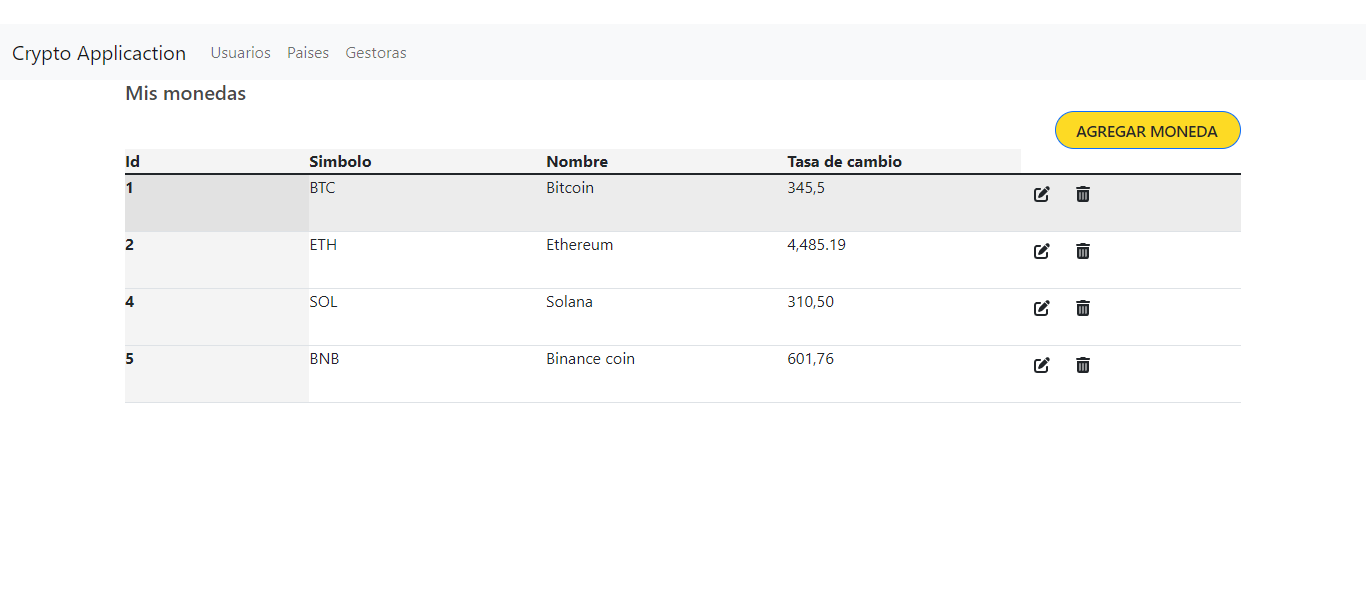 Crypto Applicaction Usuarios Paises Gestoras
Mis monedas
AGREGAR MONEDA
Id Simbolo Nombre Tasa de cambio
1 BTC Bitcoin 345,5
2 ETH Ethereum 4,485.19
4 SOL Solana 310,50
5 BNB Binance coin 601,76